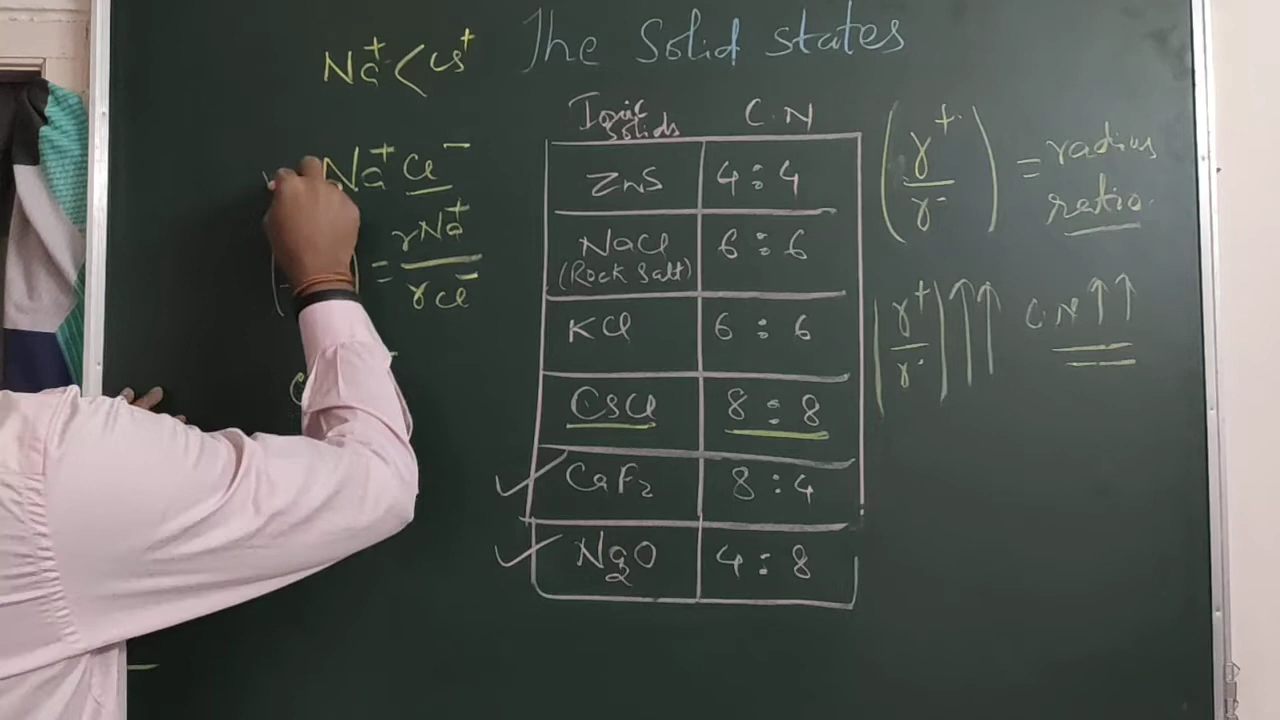 The Solid states
Na⁺ < Cs⁺
Na⁺ Cl⁻
= rNa⁺
rCl⁻
Ionic Solids C.N
ZnS 4 : 4
NaCl 6 : 6
(Rock Salt)
KCl 6 : 6
CsCl 8 : 8
CaF₂ 8 : 4
Na₂O 4 : 8
(r⁺/r⁻) = radius ratio.
(r⁺/r⁻) ↑↑ CN ↑↑